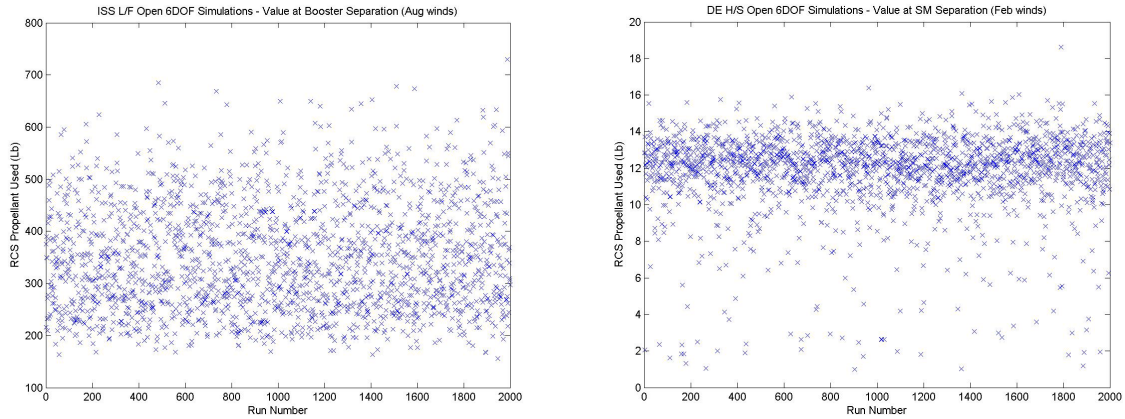 ISS L/F Open 6DOF Simulations - Value at Booster Separation (Aug winds)
800
700
600
500
400
300
200
100
RCS Propellant Used (Lb)
0 200 400 600 800 1000 1200 1400 1600 1800 2000
Run Number
DE H/S Open 6DOF Simulations - Value at SM Separation (Feb winds)
20
18
16
14
12
10
8
6
4
2
0
RCS Propellant Used (Lb)
0 200 400 600 800 1000 1200 1400 1600 1800 2000
Run Number